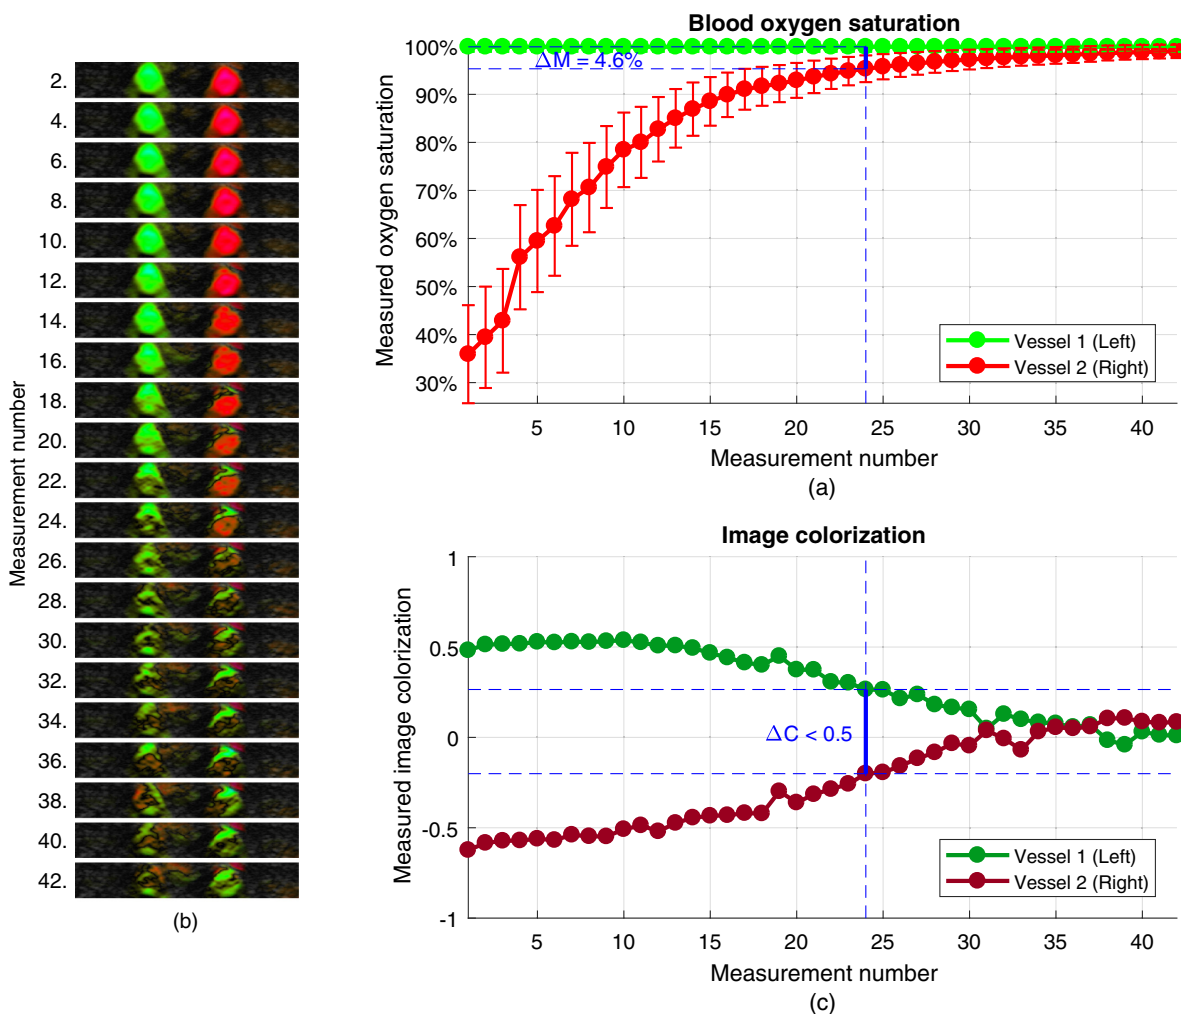 Measurement number
2.
4.
6.
8.
10.
12.
14.
16.
18.
20.
22.
24.
26.
28.
30.
32.
34.
36.
38.
40.
42.
(b)
Blood oxygen saturation
Measured oxygen saturation
100%
90%
80%
70%
60%
50%
40%
30%
ΔM = 4.6%
Vessel 1 (Left)
Vessel 2 (Right)
5 10 15 20 25 30 35 40
Measurement number
(a)
Image colorization
Measured image colorization
1
0.5
0
-0.5
-1
ΔC < 0.5
Vessel 1 (Left)
Vessel 2 (Right)
5 10 15 20 25 30 35 40
Measurement number
(c)